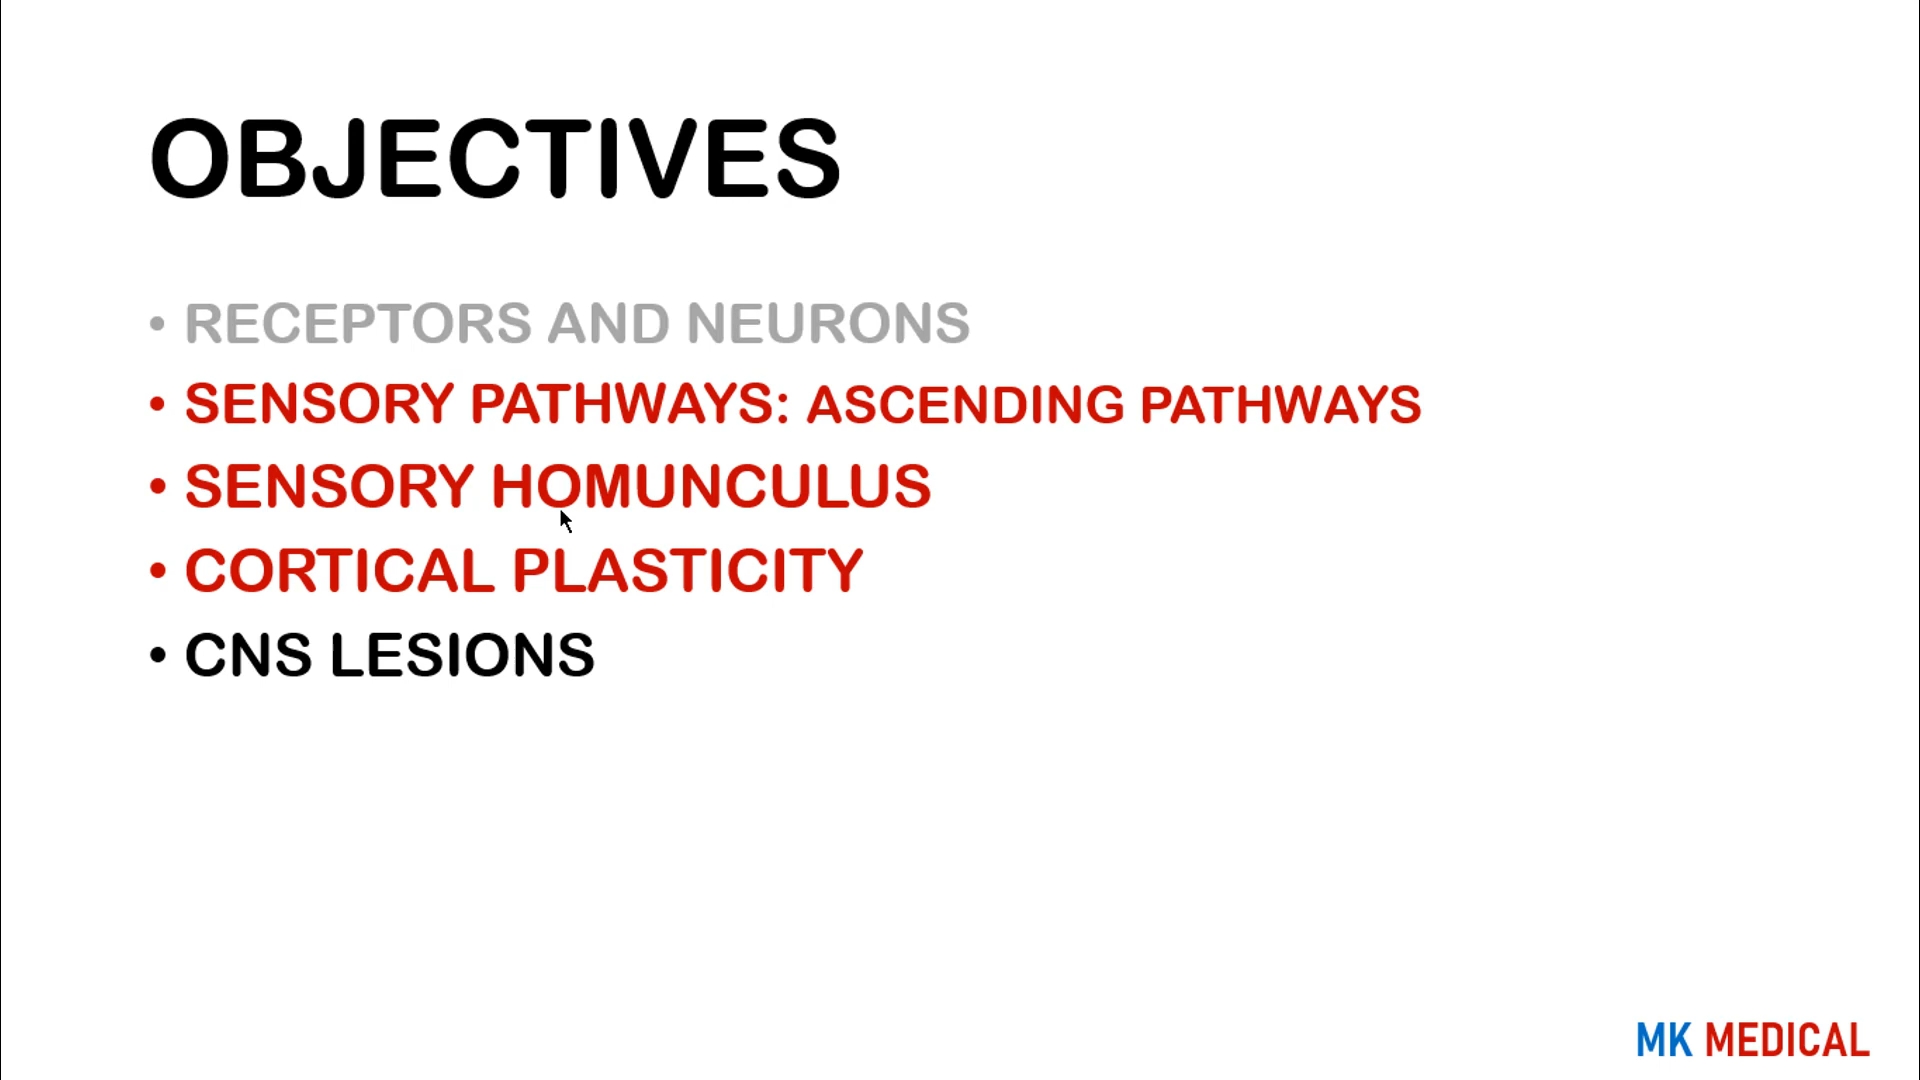 OBJECTIVES
• RECEPTORS AND NEURONS
• SENSORY PATHWAYS: ASCENDING PATHWAYS
• SENSORY HOMUNCULUS
• CORTICAL PLASTICITY
• CNS LESIONS
MK MEDICAL